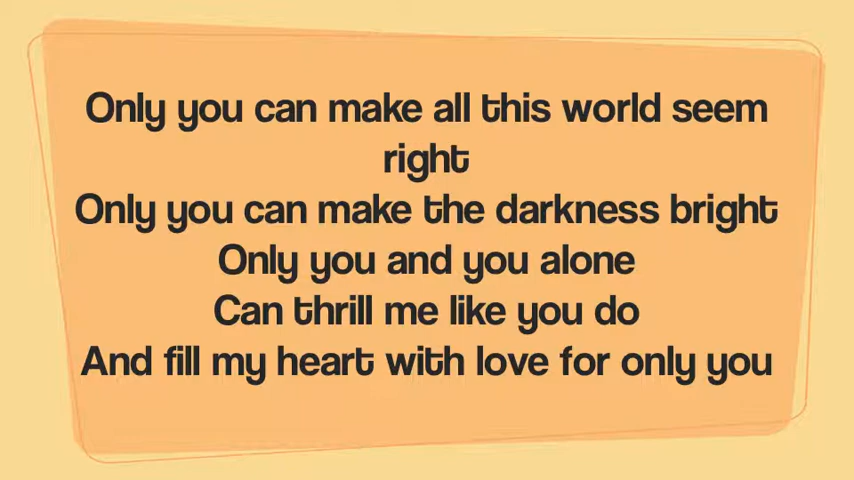 Only you can make all this world seem
right
Only you can make the darkness bright
Only you and you alone
Can thrill me like you do
And fill my heart with love for only you